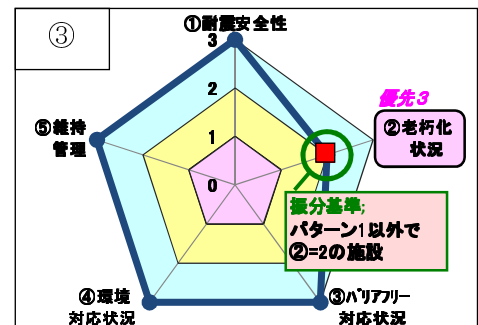 ③
①耐震安全性
3
2
1
0
優先3
②老朽化
状況
⑤維持
管理
振分基準;
パターン1以外で
②=2の施設
④環境
対応状況
③バリアフリー
対応状況